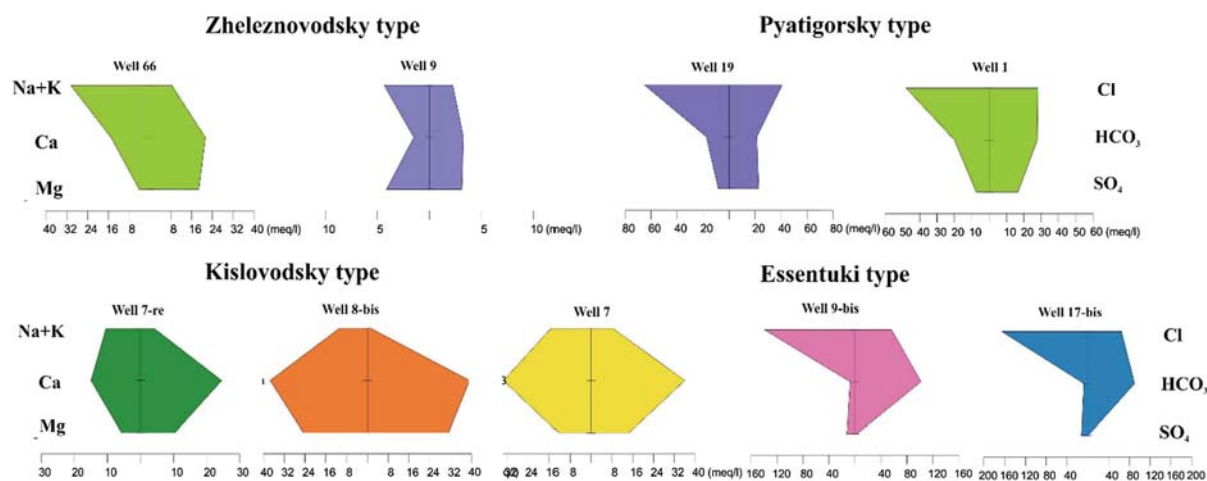 Zheleznovodsky type Pyatigorsky type
Well 66 Well 9 Well 19 Well 1
Na+K Cl
Ca HCO₃
Mg SO₄
40 32 24 16 8 8 16 24 32 40 (meq/l) 10 5 5 10 (meq/l) 80 60 40 20 20 40 60 80 60 50 40 30 20 10 10 20 30 40 50 60
Kislovodsky type Essentuki type
Well 7-re Well 8-bis Well 7 Well 9-bis Well 17-bis
Na+K Cl
Ca HCO₃
Mg SO₄
30 20 10 10 20 30 40 32 24 16 8 8 16 24 32 40 24 16 8 8 16 24 32 40 (meq/l) 160 120 80 40 40 80 120 160 200 160 120 80 40 40 80 120 160 200